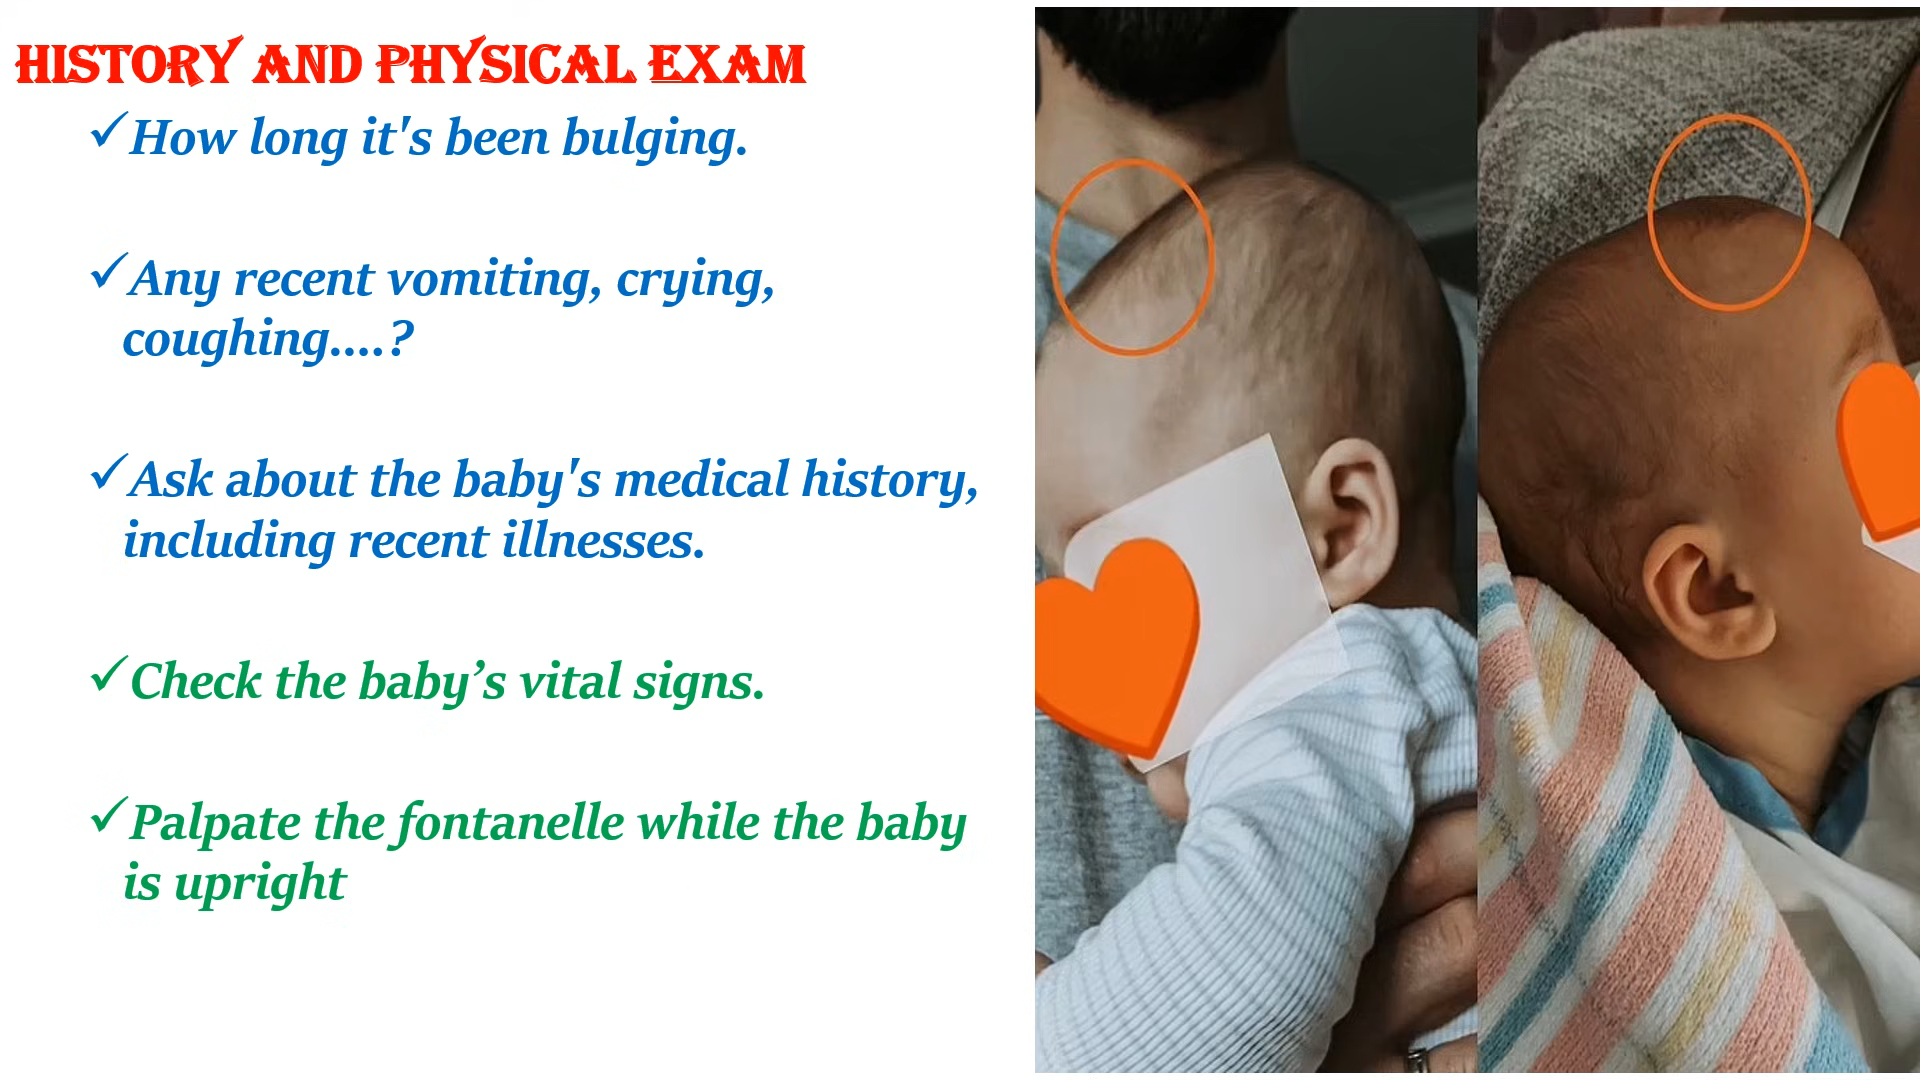 HISTORY AND PHYSICAL EXAM
✓How long it's been bulging.
✓Any recent vomiting, crying,
coughing....?
✓Ask about the baby's medical history,
including recent illnesses.
✓Check the baby’s vital signs.
✓Palpate the fontanelle while the baby
is upright